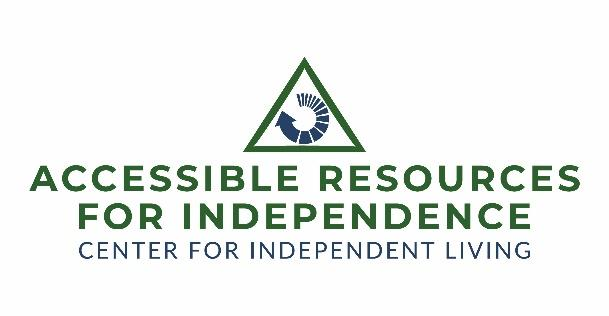 ACCESSIBLE RESOURCES
FOR INDEPENDENCE
CENTER FOR INDEPENDENT LIVING